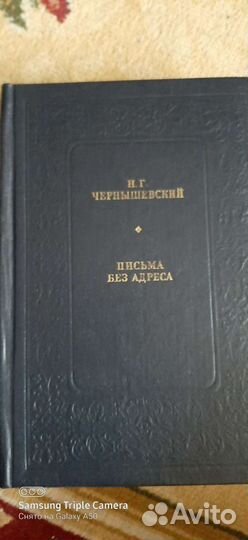 Н. Г.
ЧЕРНЫШЕВСКИЙ
ПИСЬМА
БЕЗ АДРЕСА
Samsung Triple Camera
Снято на Galaxy A50
Avito